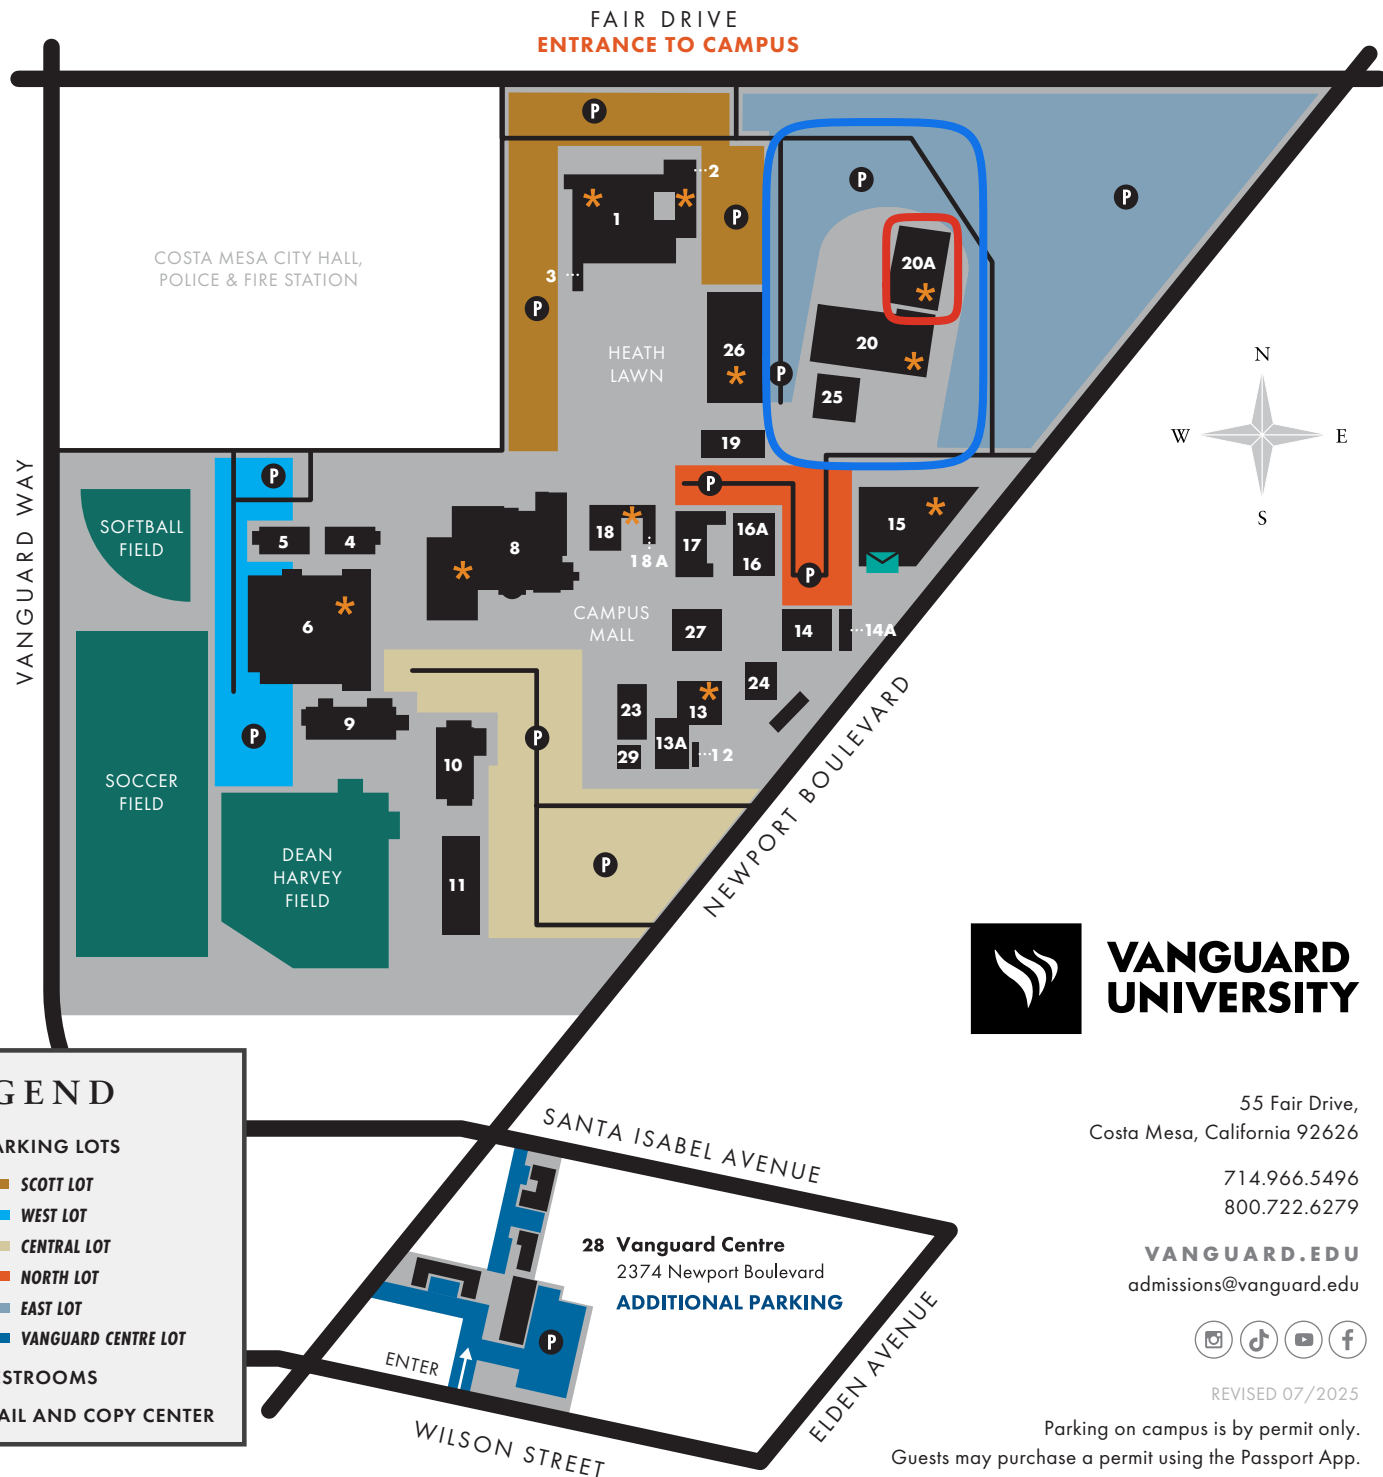 FAIR DRIVE
ENTRANCE TO CAMPUS
P
2
P
1
P
P
COSTA MESA CITY HALL,
POLICE & FIRE STATION
20A
3
P
HEATH
LAWN
26
20
P
25
N
W E
S
19
VANGUARD WAY
P
P
SOFTBALL
FIELD
5
4
8
18
18A
17
16A
16
15
P
6
CAMPUS
MALL
27
14
14A
24
23
13
9
P
P
13A
12
29
10
SOCCER
FIELD
NEWPORT BOULEVARD
DEAN
HARVEY
FIELD
11
P
VANGUARD
UNIVERSITY
GEND
ARKING LOTS
SCOTT LOT
WEST LOT
CENTRAL LOT
NORTH LOT
EAST LOT
VANGUARD CENTRE LOT
STROOMS
AIL AND COPY CENTER
SANTA ISABEL AVENUE
28 Vanguard Centre
2374 Newport Boulevard
ADDITIONAL PARKING
P
ENTER
WILSON STREET
ELDEN AVENUE
55 Fair Drive,
Costa Mesa, California 92626
714.966.5496
800.722.6279
VANGUARD.EDU
admissions@vanguard.edu
REVISED 07/2025
Parking on campus is by permit only.
Guests may purchase a permit using the Passport App.